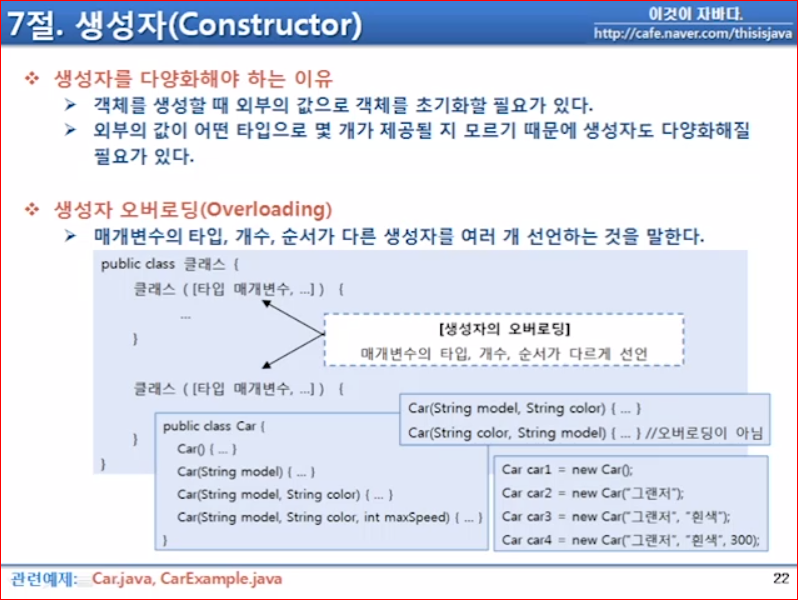 7절. 생성자(Constructor)
이것이 자바다.
http://cafe.naver.com/thisisjava
❖ 생성자를 다양화해야 하는 이유
➢ 객체를 생성할 때 외부의 값으로 객체를 초기화할 필요가 있다.
➢ 외부의 값이 어떤 타입으로 몇 개가 제공될 지 모르기 때문에 생성자도 다양화해질
필요가 있다.
❖ 생성자 오버로딩(Overloading)
➢ 매개변수의 타입, 개수, 순서가 다른 생성자를 여러 개 선언하는 것을 말한다.
public class 클래스 {
클래스 ( [타입 매개변수, ...] ) {
...
}
[생성자의 오버로딩]
매개변수의 타입, 개수, 순서가 다르게 선언
클래스 ( [타입 매개변수, ...] ) {
}
}
Car(String model, String color) { ... }
Car(String color, String model) { ... } //오버로딩이 아님
public class Car {
Car() { ... }
Car(String model) { ... }
Car(String model, String color) { ... }
Car(String model, String color, int maxSpeed) { ... }
}
Car car1 = new Car();
Car car2 = new Car("그랜저");
Car car3 = new Car("그랜저", "흰색");
Car car4 = new Car("그랜저", "흰색", 300);
관련예제: Car.java, CarExample.java
22